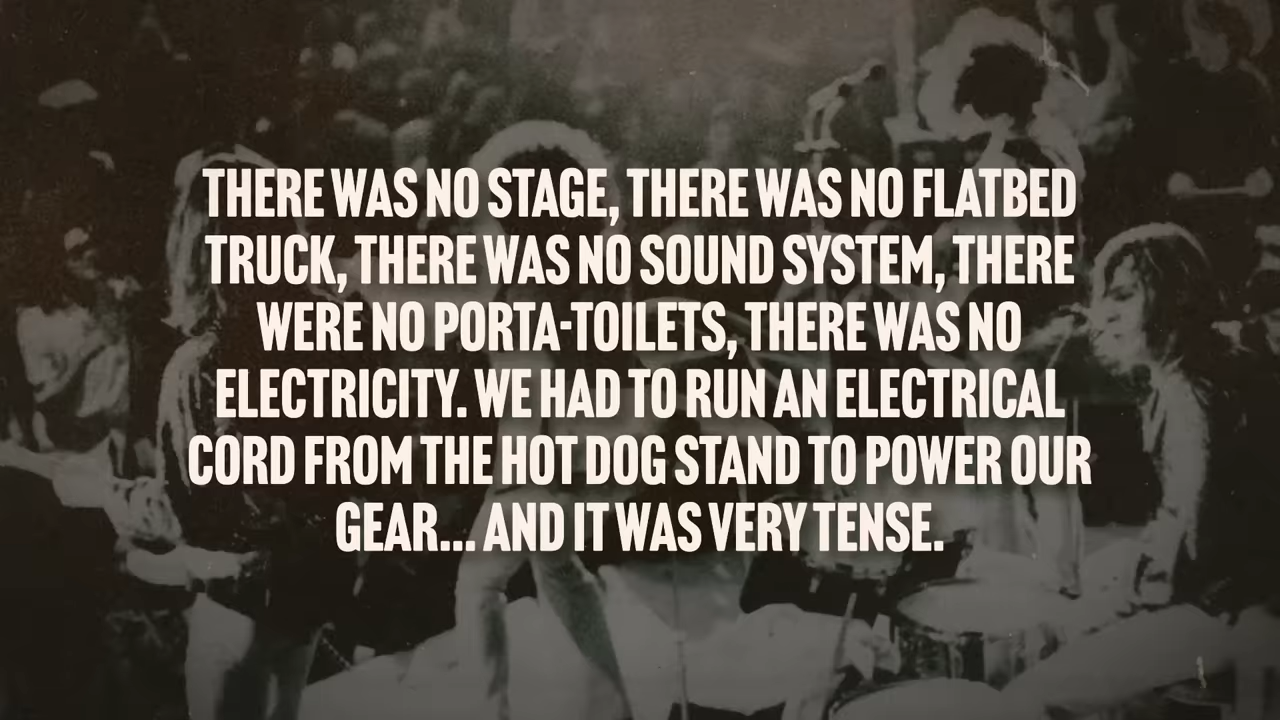 THERE WAS NO STAGE, THERE WAS NO FLATBED
TRUCK, THERE WAS NO SOUND SYSTEM, THERE
WERE NO PORTA-TOILETS, THERE WAS NO
ELECTRICITY. WE HAD TO RUN AN ELECTRICAL
CORD FROM THE HOT DOG STAND TO POWER OUR
GEAR... AND IT WAS VERY TENSE.